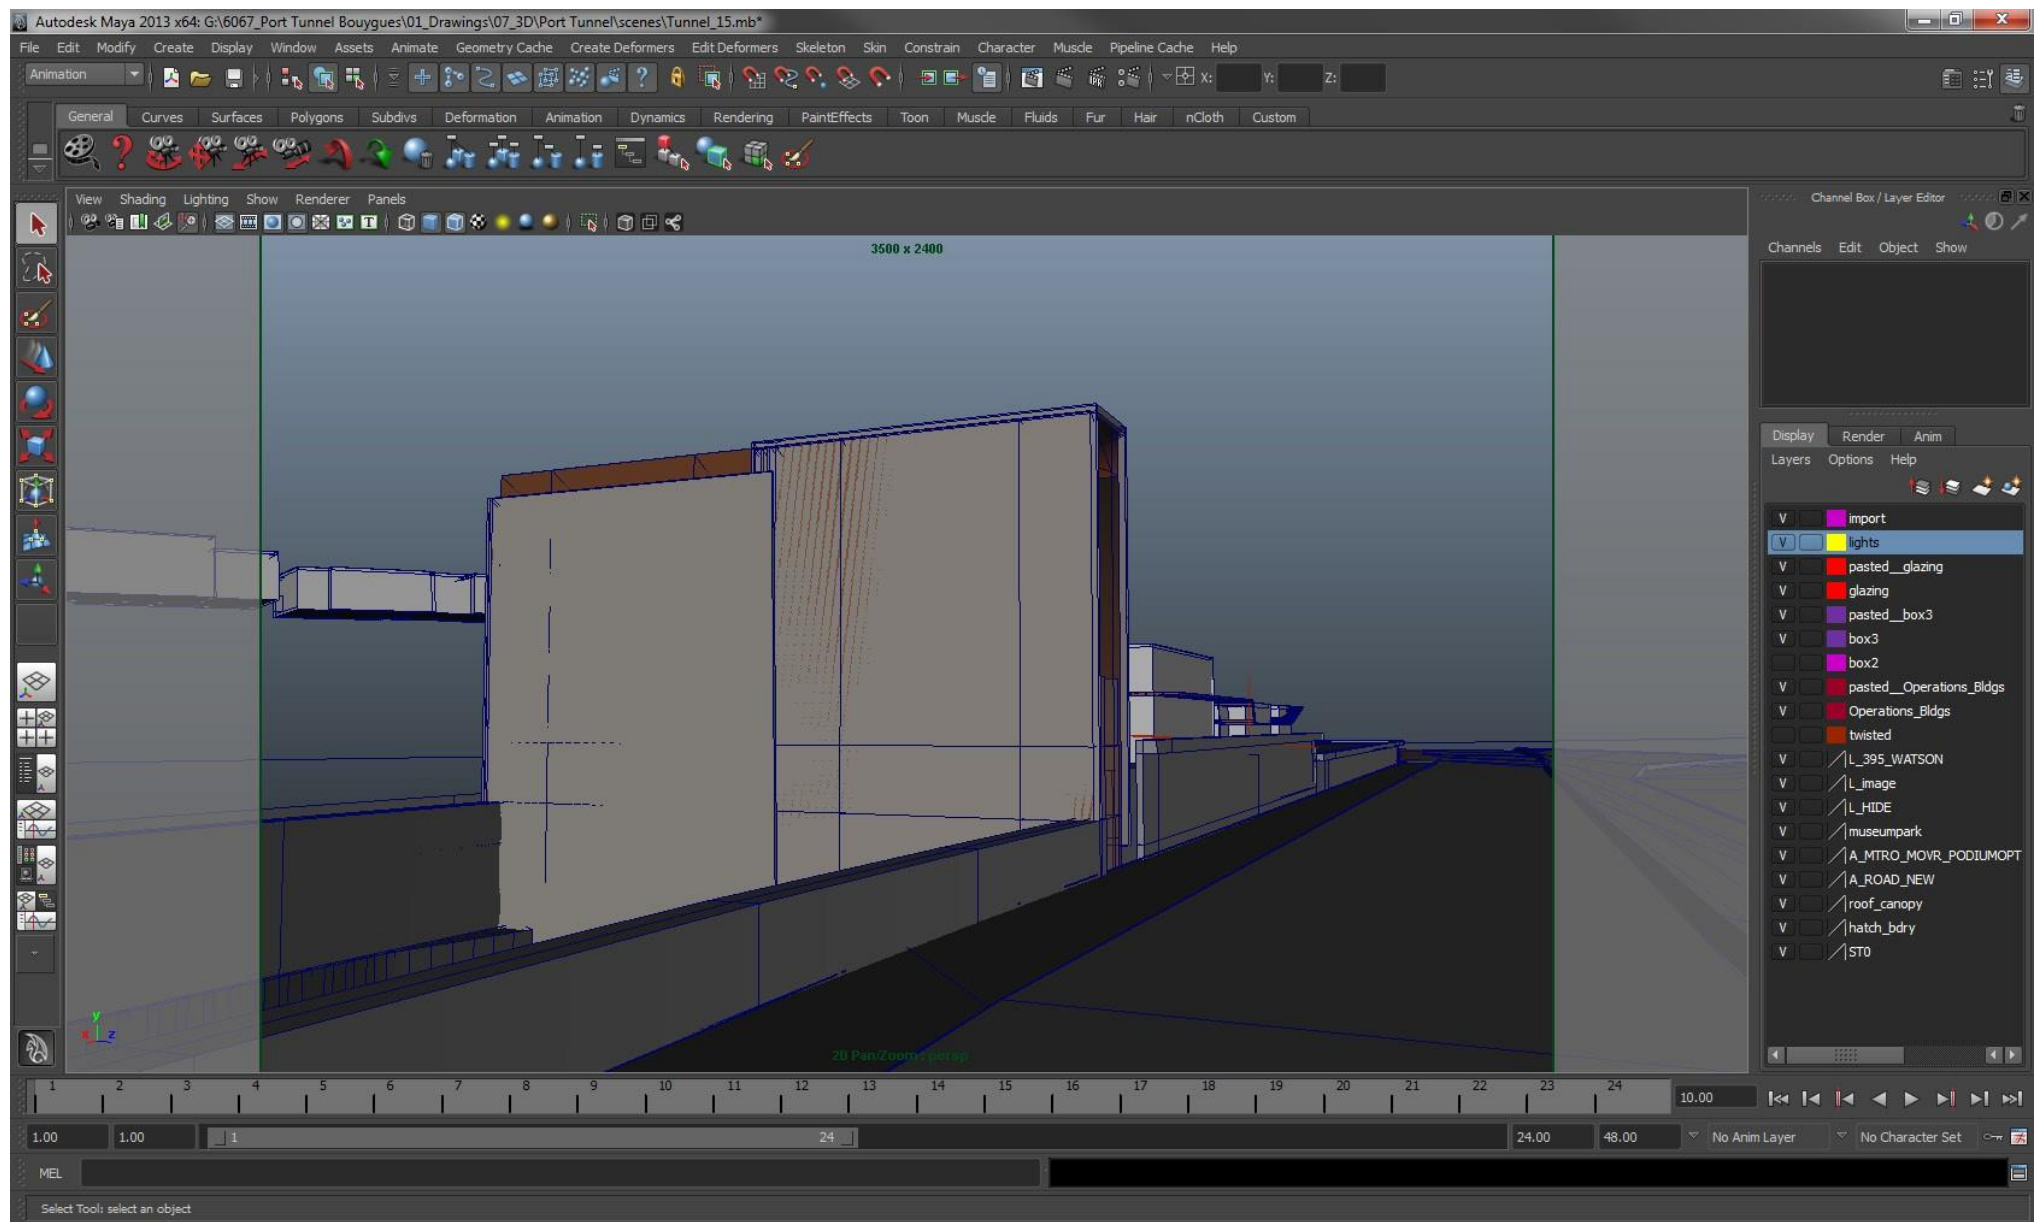 Autodesk Maya 2013 x64: G:\6067_Port Tunnel Bouygues\01_Drawings\07_3D\Port Tunnel\scenes\Tunnel_15.mb*
File Edit Modify Create Display Window Assets Animate Geometry Cache Create Deformers Edit Deformers Skeleton Skin Constrain Character Muscle Pipeline Cache Help
Animation IPR X: Y: Z:
General Curves Surfaces Polygons Subdivs Deformation Animation Dynamics Rendering PaintEffects Toon Muscle Fluids Fur Hair nCloth Custom
View Shading Lighting Show Renderer Panels
3500 x 2400
Channel Box / Layer Editor
Channels Edit Object Show
Display Render Anim
Layers Options Help
V import
V lights
V pasted__glazing
V glazing
V pasted__box3
V box3
box2
V pasted__Operations_Bldgs
V Operations_Bldgs
twisted
V L_395_WATSON
V L_image
V L_HIDE
V museumpark
V A_MTRO_MOVR_PODIUMOPT
V A_ROAD_NEW
V roof_canopy
V hatch_bdry
V ST0
y
x z
2D Pan/Zoom : persp
1 2 3 4 5 6 7 8 9 10 11 12 13 14 15 16 17 18 19 20 21 22 23 24
10.00
1.00 1.00 1 24 24.00 48.00 No Anim Layer No Character Set
MEL
Select Tool: select an object